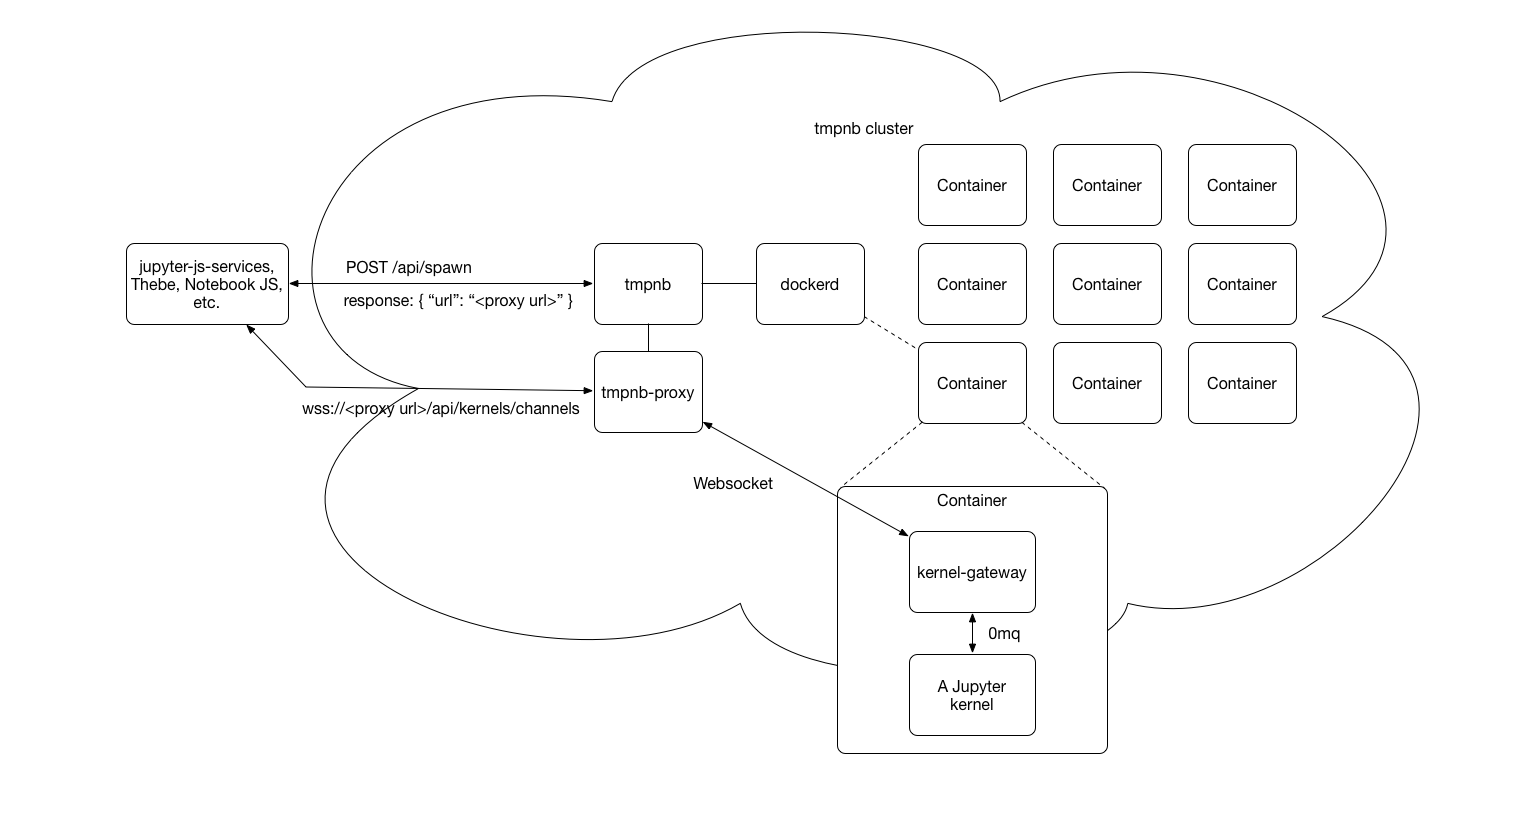 tmpnb cluster
Container
Container
Container
jupyter-js-services,
Thebe, Notebook JS,
etc.
POST /api/spawn
response: { “url”: “<proxy url>” }
tmpnb
dockerd
Container
Container
Container
wss://<proxy url>/api/kernels/channels
tmpnb-proxy
Container
Container
Container
Websocket
Container
kernel-gateway
0mq
A Jupyter
kernel